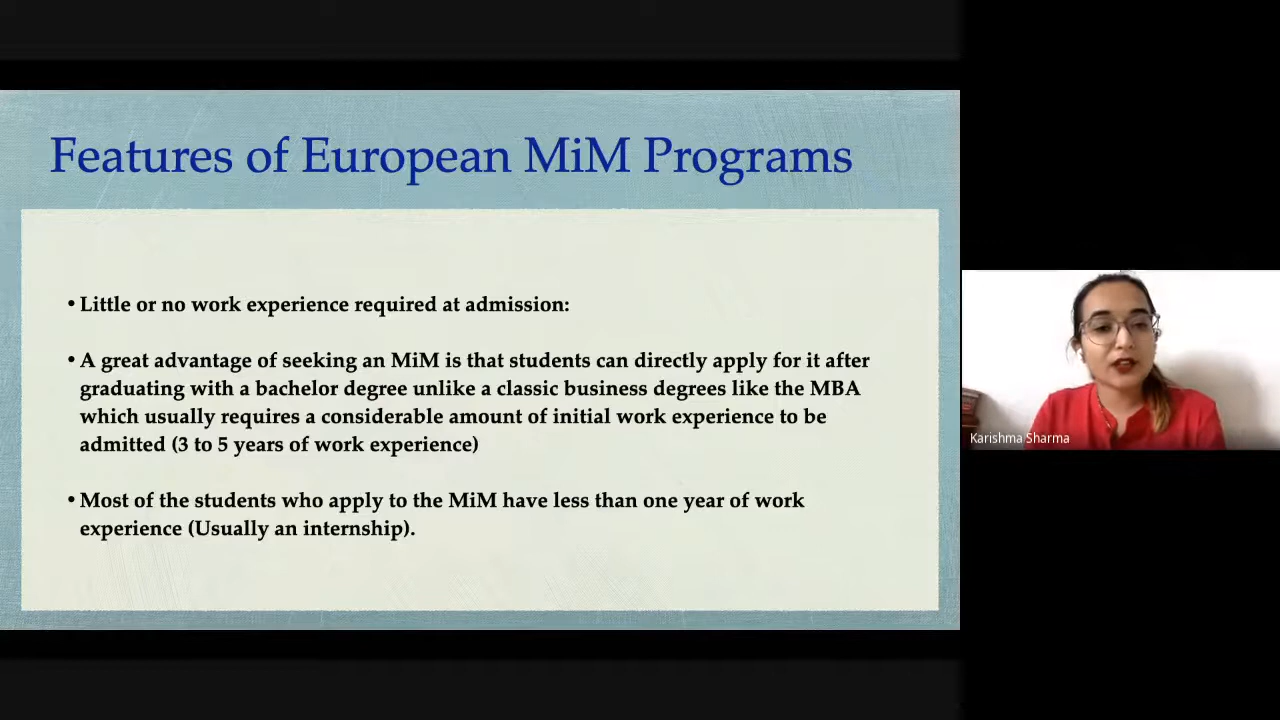 Features of European MiM Programs
• Little or no work experience required at admission:
• A great advantage of seeking an MiM is that students can directly apply for it after
graduating with a bachelor degree unlike a classic business degrees like the MBA
which usually requires a considerable amount of initial work experience to be
admitted (3 to 5 years of work experience)
• Most of the students who apply to the MiM have less than one year of work
experience (Usually an internship).
Karishma Sharma